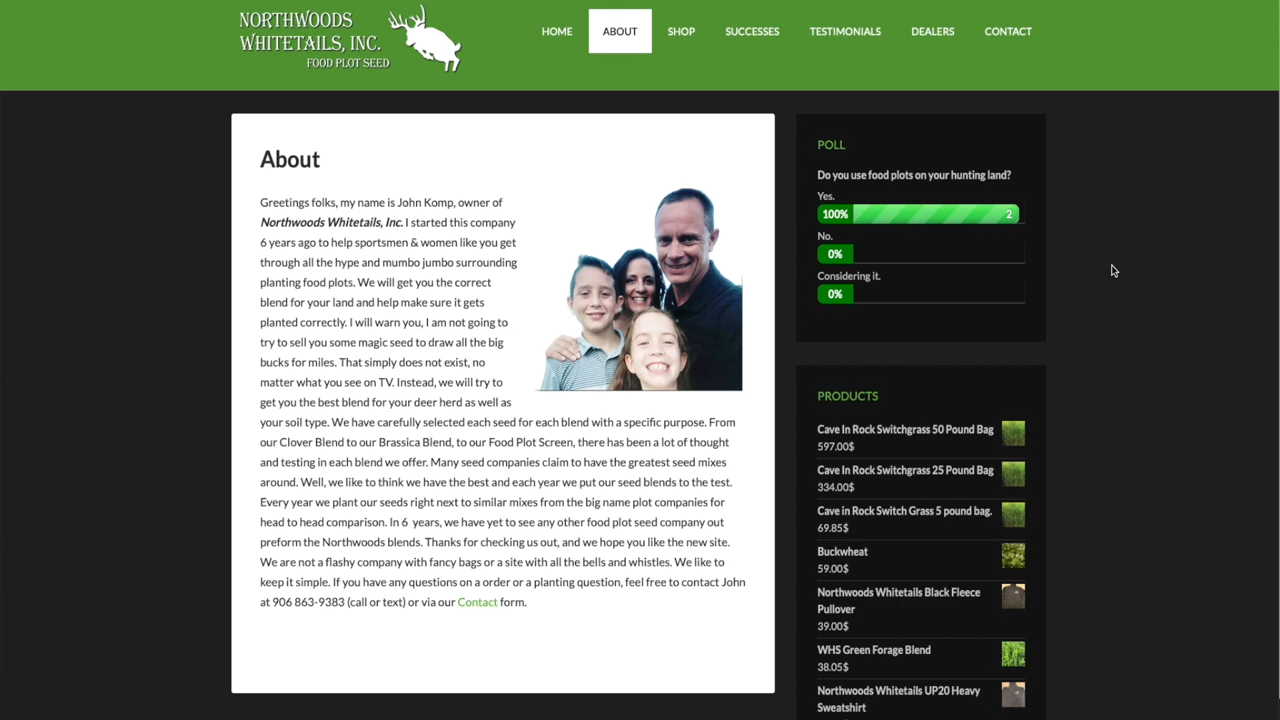 NORTHWOODS
WHITETAILS, INC.
FOOD PLOT SEED
HOME
ABOUT
SHOP
SUCCESSES
TESTIMONIALS
DEALERS
CONTACT
About
Greetings folks, my name is John Komp, owner of
Northwoods Whitetails, Inc. I started this company
6 years ago to help sportsmen & women like you get
through all the hype and mumbo jumbo surrounding
planting food plots. We will get you the correct
blend for your land and help make sure it gets
planted correctly. I will warn you, I am not going to
try to sell you some magic seed to draw all the big
bucks for miles. That simply does not exist, no
matter what you see on TV. Instead, we will try to
get you the best blend for your deer herd as well as
your soil type. We have carefully selected each seed for each blend with a specific purpose. From
our Clover Blend to our Brassica Blend, to our Food Plot Screen, there has been a lot of thought
and testing in each blend we offer. Many seed companies claim to have the greatest seed mixes
around. Well, we like to think we have the best and each year we put our seed blends to the test.
Every year we plant our seeds right next to similar mixes from the big name plot companies for
head to head comparison. In 6 years, we have yet to see any other food plot seed company out
preform the Northwoods blends. Thanks for checking us out, and we hope you like the new site.
We are not a flashy company with fancy bags or a site with all the bells and whistles. We like to
keep it simple. If you have any questions on a order or a planting question, feel free to contact John
at 906 863-9383 (call or text) or via our Contact form.
POLL
Do you use food plots on your hunting land?
Yes.
100% 2
No.
0%
Considering it.
0%
PRODUCTS
Cave In Rock Switchgrass 50 Pound Bag
597.00$
Cave In Rock Switchgrass 25 Pound Bag
334.00$
Cave in Rock Switch Grass 5 pound bag.
69.85$
Buckwheat
59.00$
Northwoods Whitetails Black Fleece
Pullover
39.00$
WHS Green Forage Blend
38.05$
Northwoods Whitetails UP20 Heavy
Sweatshirt